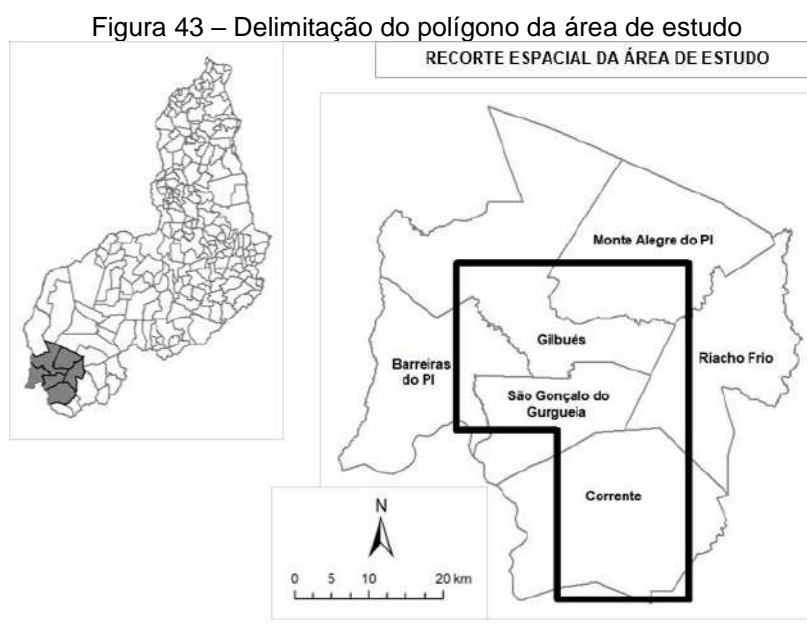 Figura 43 – Delimitação do polígono da área de estudo
RECORTE ESPACIAL DA ÁREA DE ESTUDO
Monte Alegre do PI
Gilbués
Barreiras
do PI
Riacho Frio
São Gonçalo do
Gurgueia
Corrente
N
0 5 10 20 km